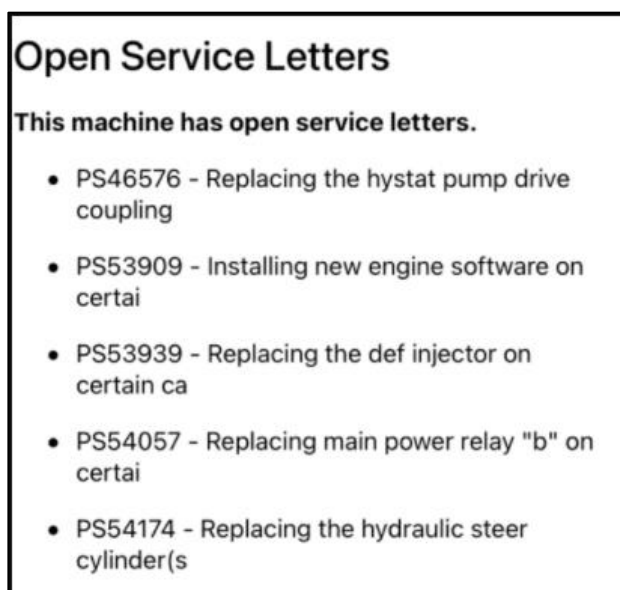 Open Service Letters
This machine has open service letters.
• PS46576 - Replacing the hystat pump drive
coupling
• PS53909 - Installing new engine software on
certai
• PS53939 - Replacing the def injector on
certain ca
• PS54057 - Replacing main power relay "b" on
certai
• PS54174 - Replacing the hydraulic steer
cylinder(s